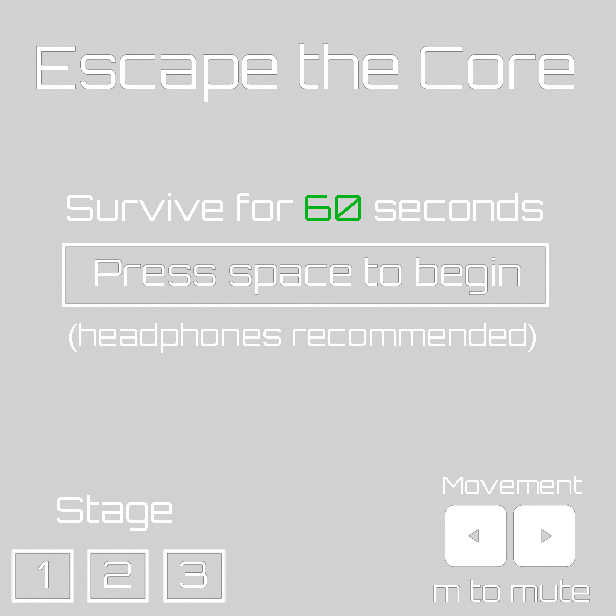 Escape the Core
Survive for 60 seconds
Press space to begin
(headphones recommended)
Stage
1 2 3
Movement
m to mute